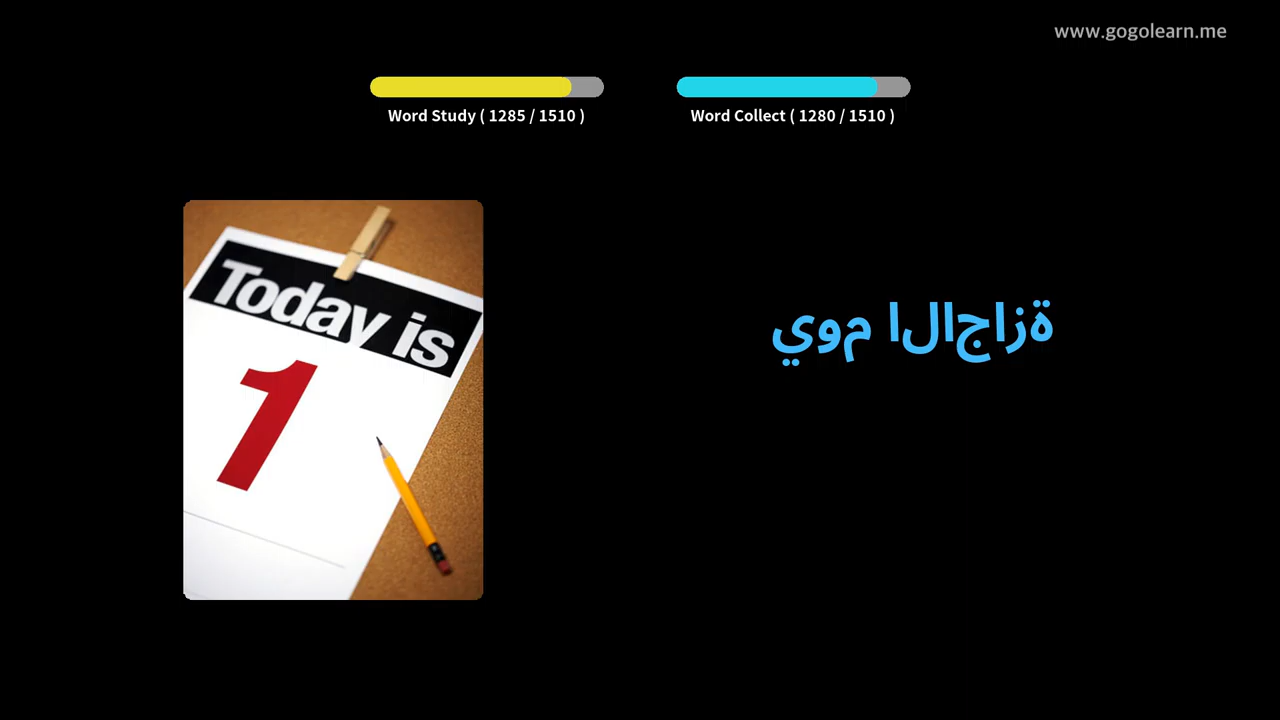 www.gogolearn.me
Word Study ( 1285 / 1510 )
Word Collect ( 1280 / 1510 )
Today is
1
يوم الاجازة